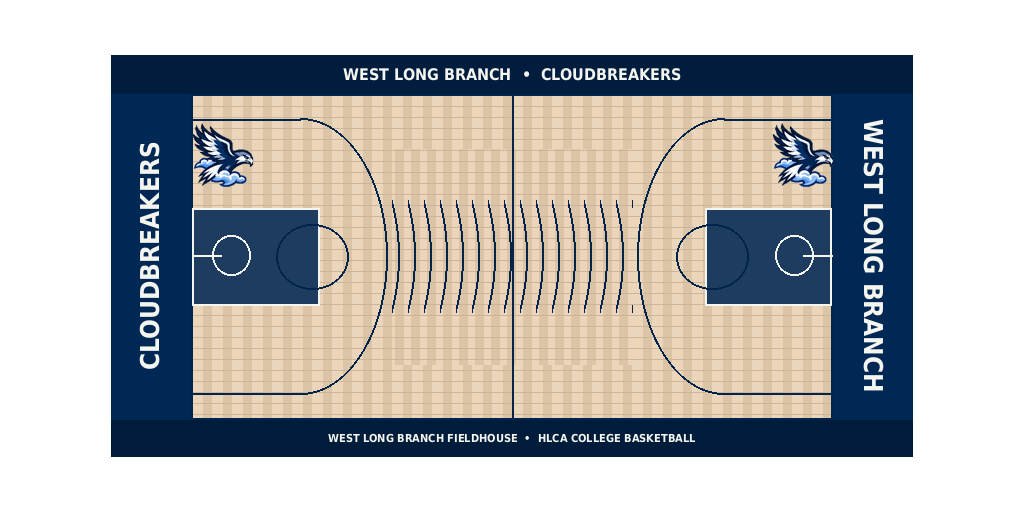 WEST LONG BRANCH • CLOUDBREAKERS
CLOUDBREAKERS
WEST LONG BRANCH
WEST LONG BRANCH FIELDHOUSE • HLCA COLLEGE BASKETBALL